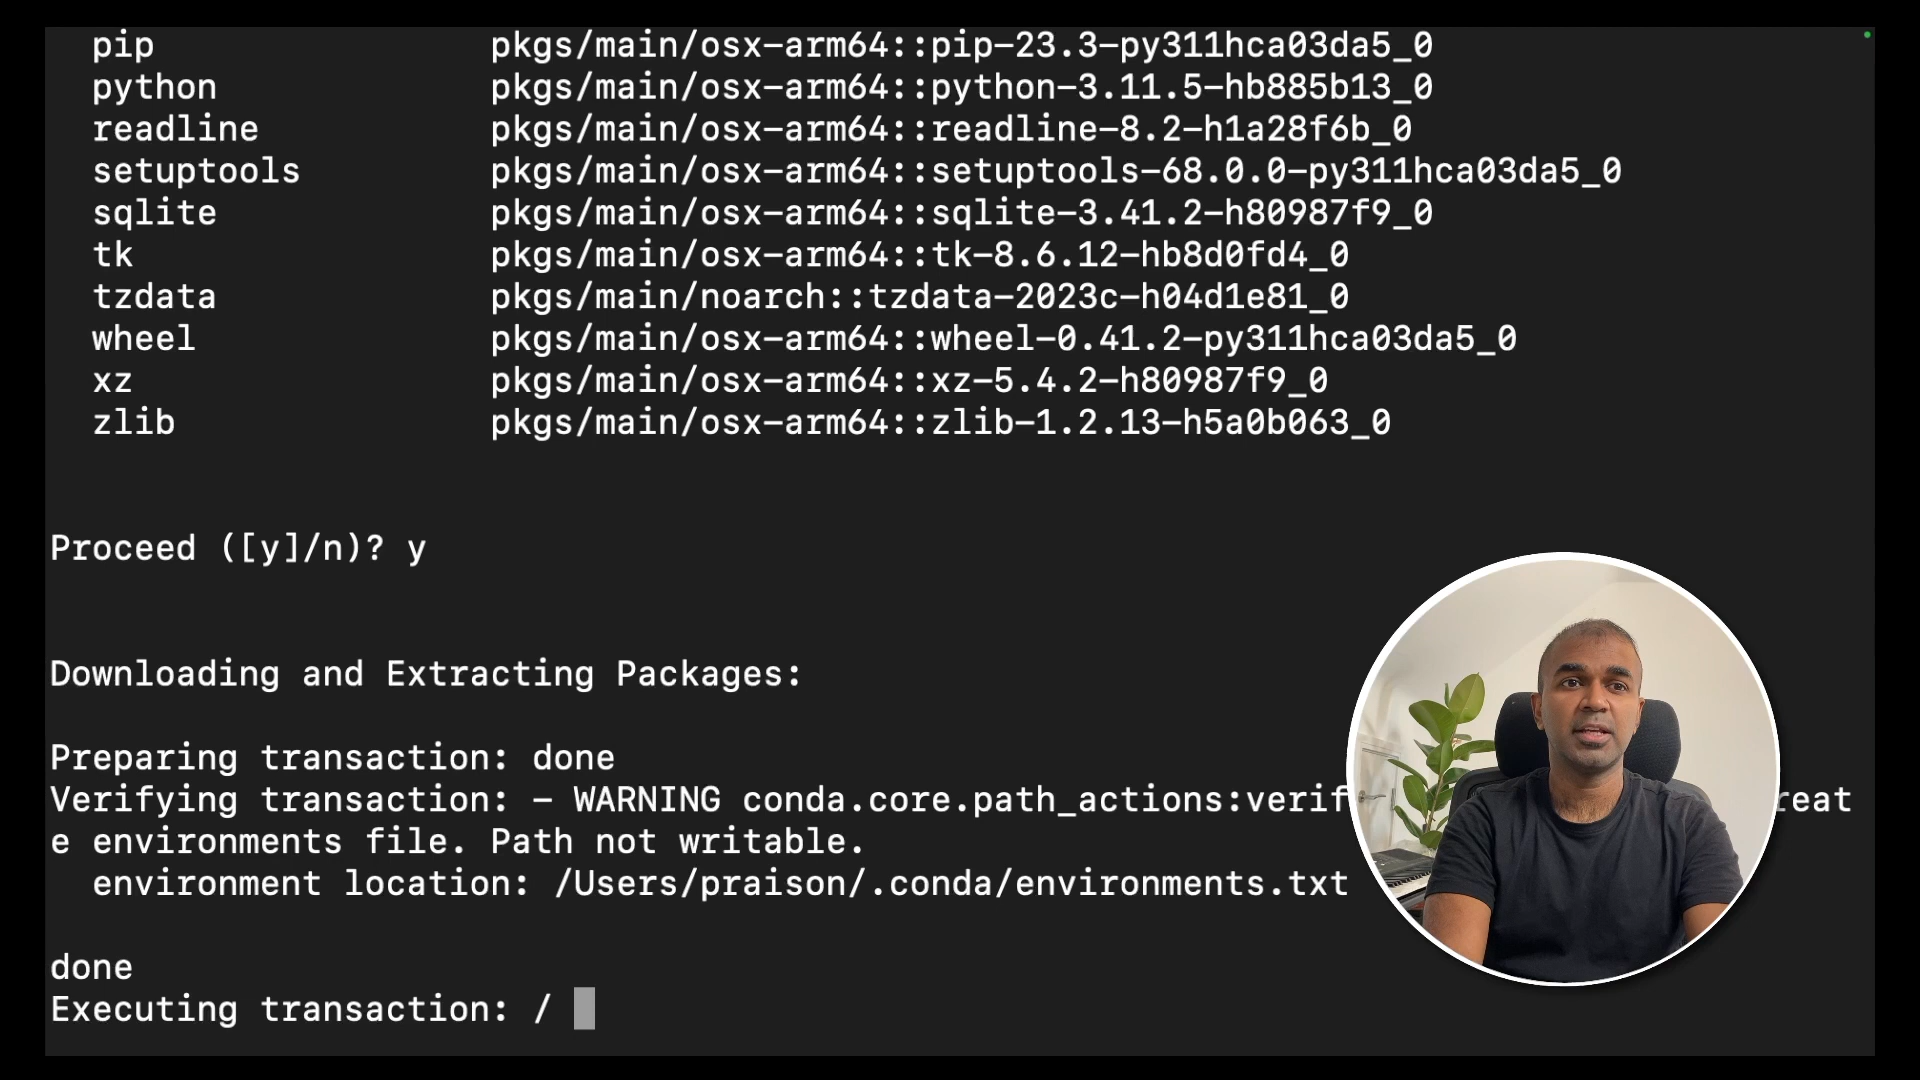 pip pkgs/main/osx-arm64::pip-23.3-py311hca03da5_0
python pkgs/main/osx-arm64::python-3.11.5-hb885b13_0
readline pkgs/main/osx-arm64::readline-8.2-h1a28f6b_0
setuptools pkgs/main/osx-arm64::setuptools-68.0.0-py311hca03da5_0
sqlite pkgs/main/osx-arm64::sqlite-3.41.2-h80987f9_0
tk pkgs/main/osx-arm64::tk-8.6.12-hb8d0fd4_0
tzdata pkgs/main/noarch::tzdata-2023c-h04d1e81_0
wheel pkgs/main/osx-arm64::wheel-0.41.2-py311hca03da5_0
xz pkgs/main/osx-arm64::xz-5.4.2-h80987f9_0
zlib pkgs/main/osx-arm64::zlib-1.2.13-h5a0b063_0
Proceed ([y]/n)? y
Downloading and Extracting Packages:
Preparing transaction: done
Verifying transaction: - WARNING conda.core.path_actions:verif reat
e environments file. Path not writable.
environment location: /Users/praison/.conda/environments.txt
done
Executing transaction: /